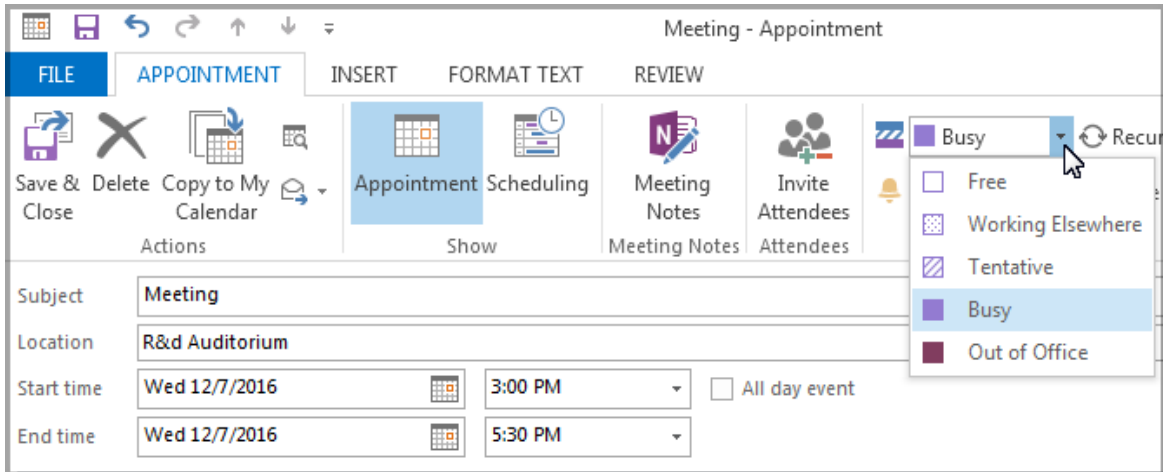 Meeting - Appointment
FILE APPOINTMENT INSERT FORMAT TEXT REVIEW
Save & Close
Delete
Copy to My Calendar
Actions
Appointment
Scheduling
Show
N
Meeting Notes
Meeting Notes
Invite Attendees
Attendees
Busy
Recur
Free
Working Elsewhere
Tentative
Busy
Out of Office
Subject Meeting
Location R&d Auditorium
Start time Wed 12/7/2016 3:00 PM All day event
End time Wed 12/7/2016 5:30 PM